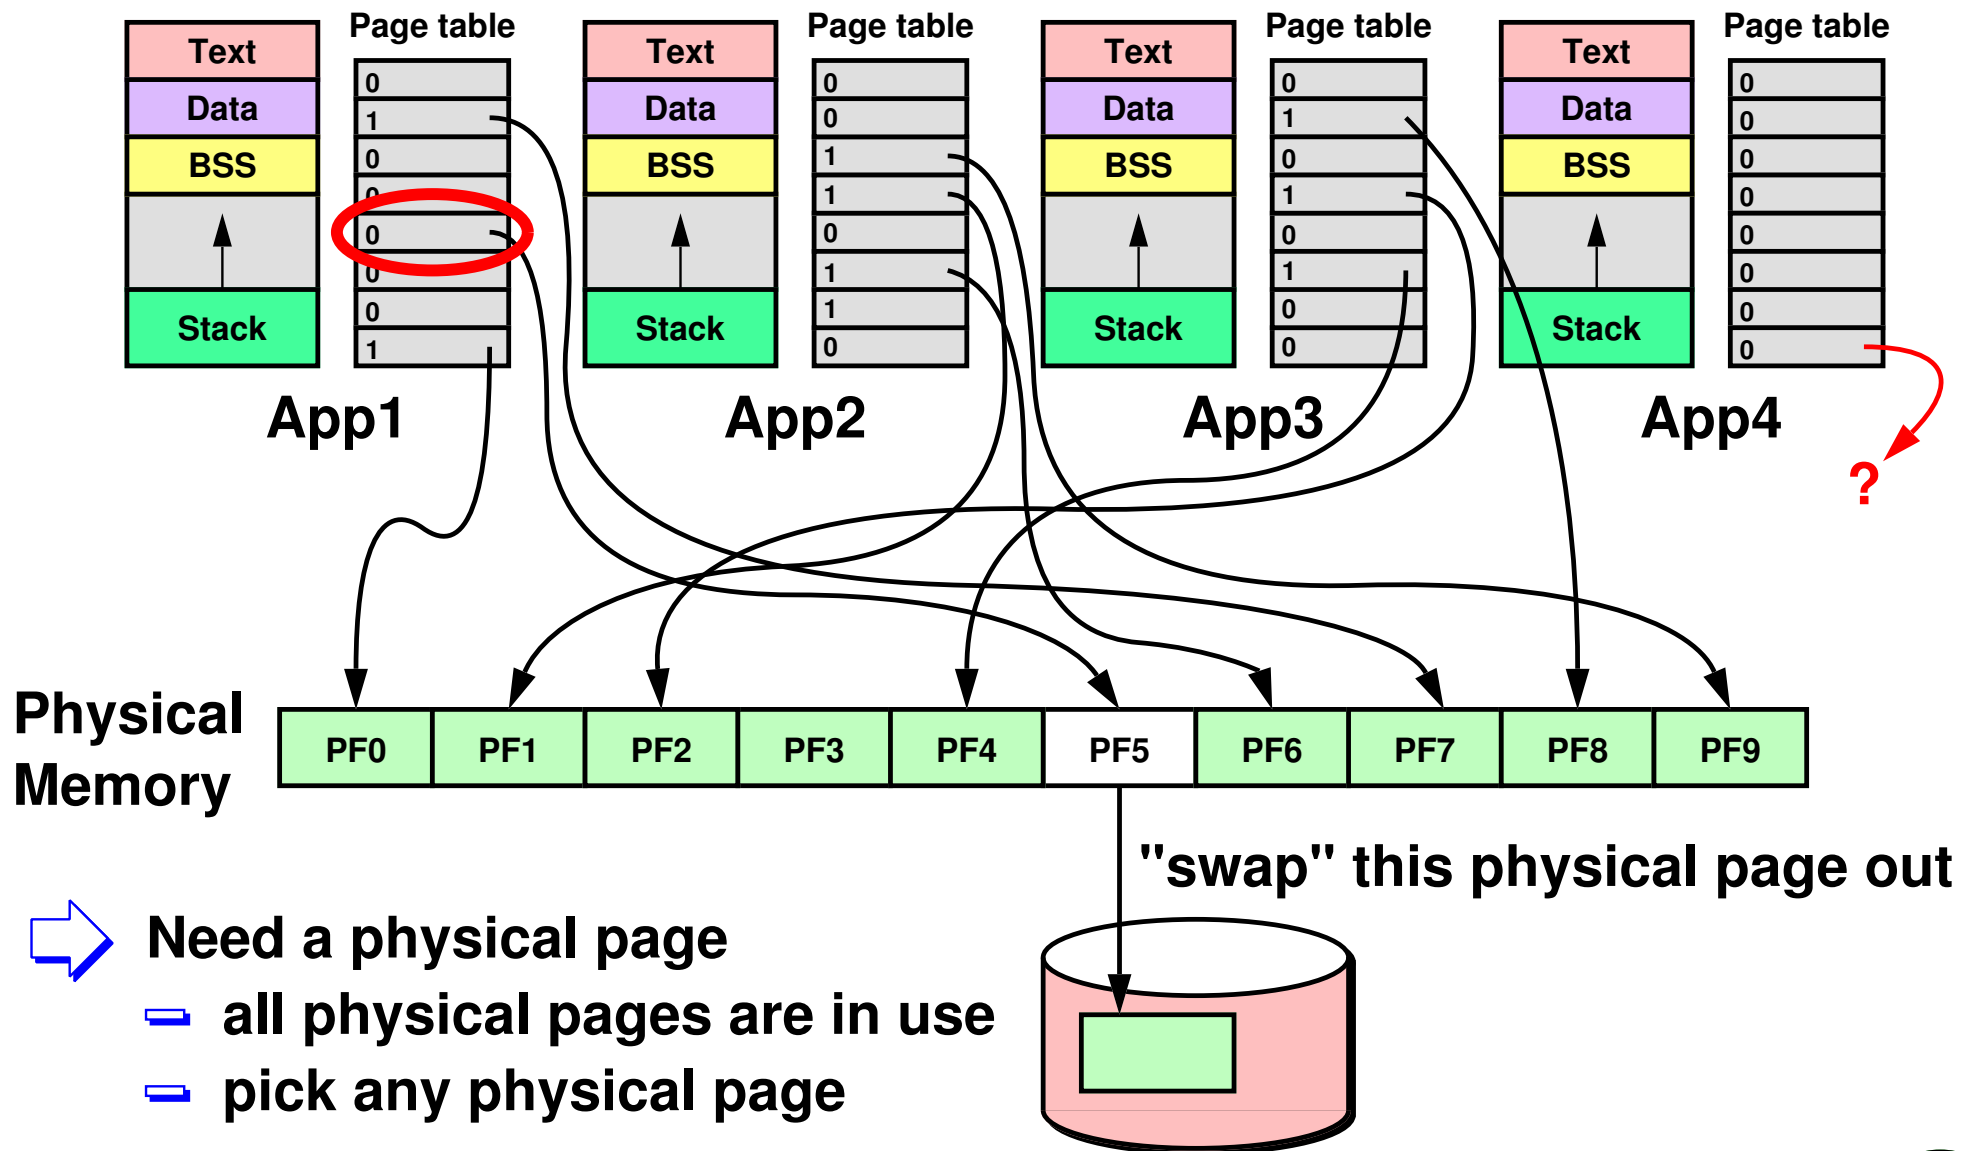 Page table Page table Page table Page table
Text Text Text Text
Data Data Data Data
BSS BSS BSS BSS
Stack Stack Stack Stack
0
1
0
0
0
0
0
1
0
0
1
1
0
1
1
0
0
1
0
1
0
1
0
0
0
0
0
0
0
0
0
0
App1 App2 App3 App4
?
Physical
Memory
PF0 PF1 PF2 PF3 PF4 PF5 PF6 PF7 PF8 PF9
"swap" this physical page out
Need a physical page
all physical pages are in use
pick any physical page